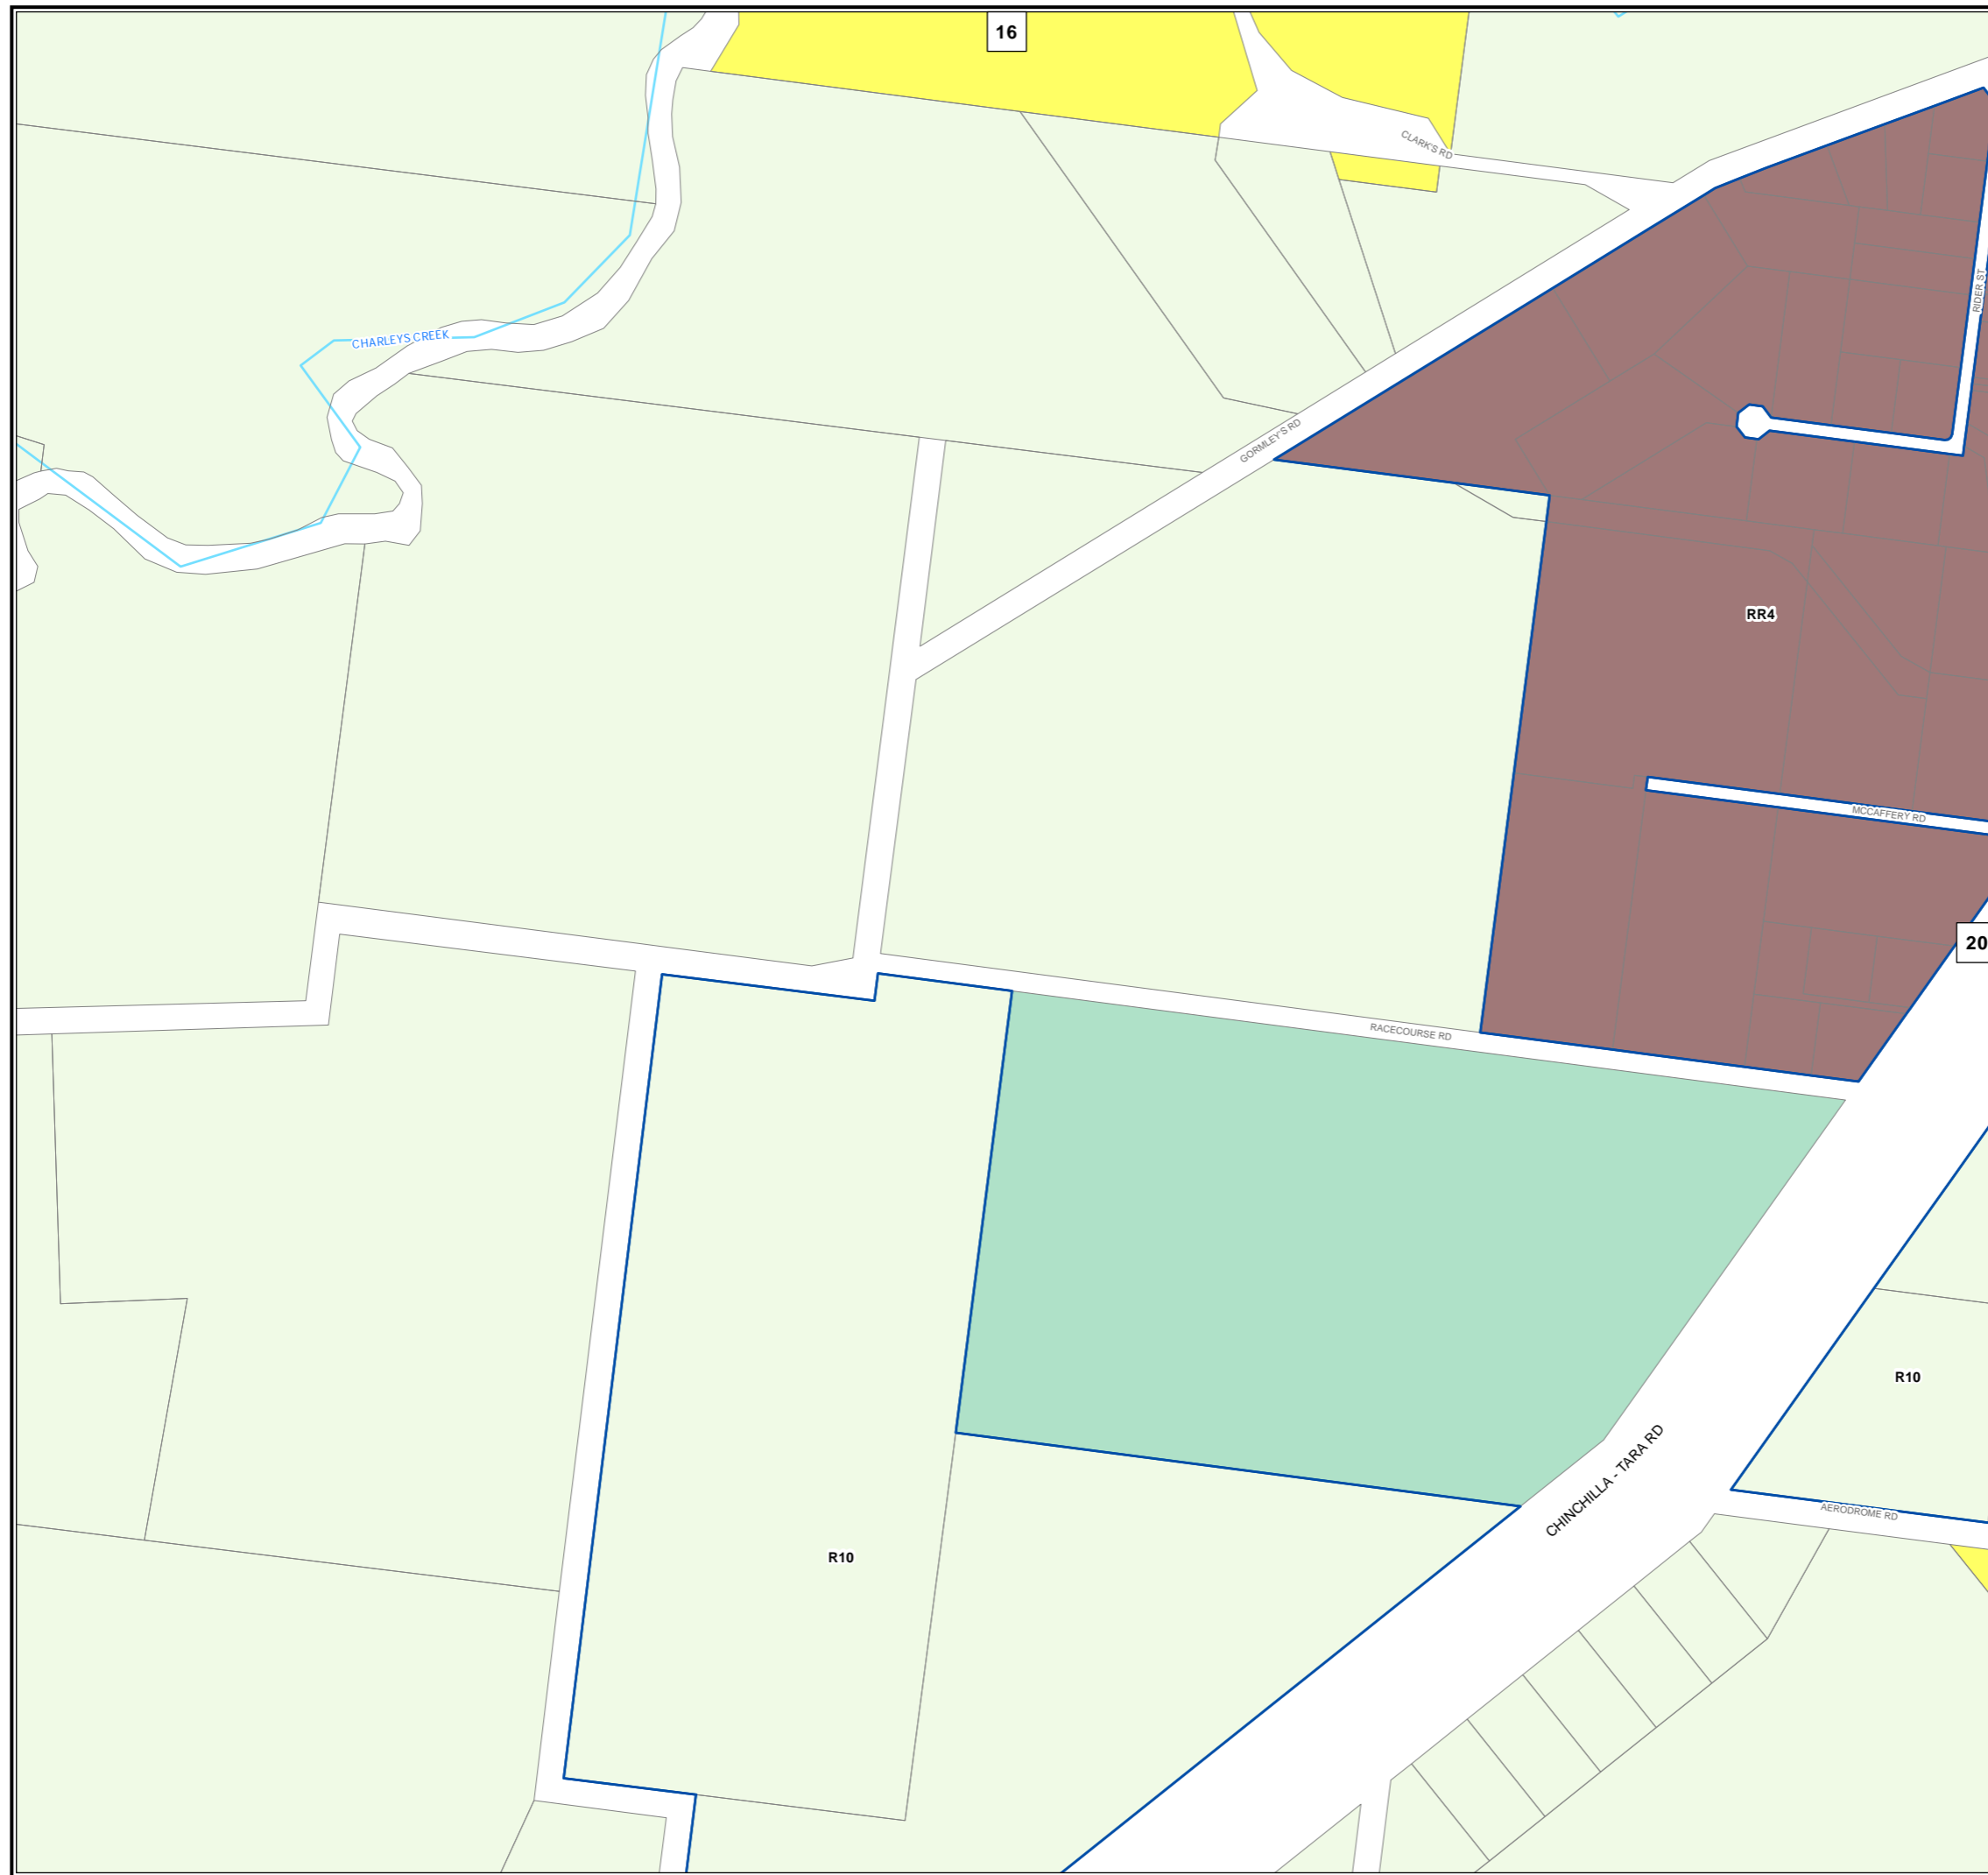 16
CLARK'S RD
RIDER ST
CHARLEYS CREEK
GORMLEY'S RD
RR4
MCCAFFERY RD
20
RACECOURSE RD
R10
CHINCHILLA - TARA RD
AERODROME RD
R10